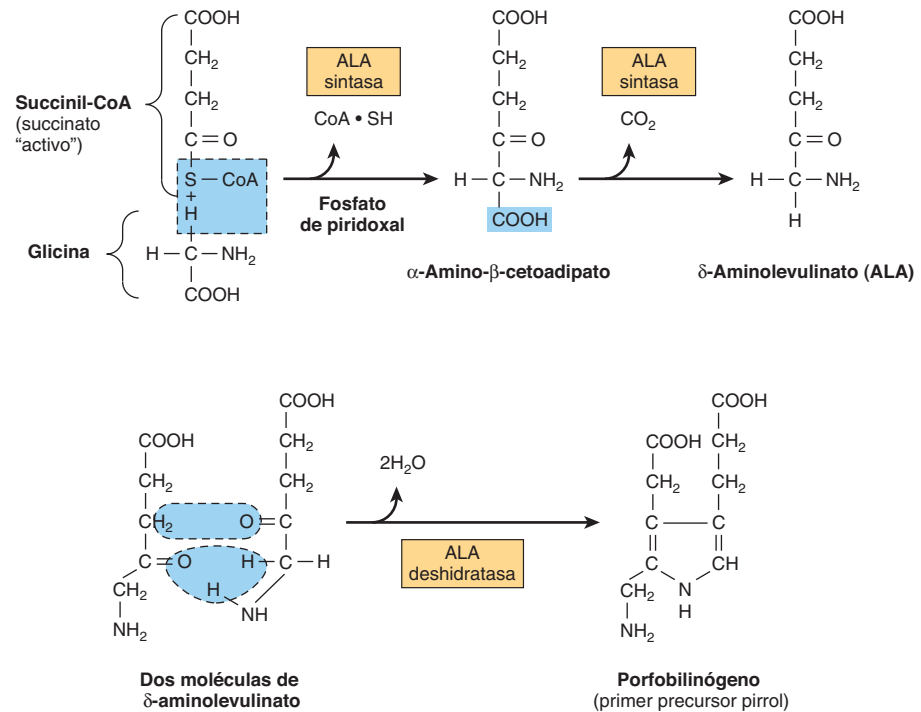 COOH
CH2
CH2
C=O
S—CoA
+
H
H—C—NH2
COOH
Succinil-CoA
(succinato
“activo”)
Glicina
ALA
sintasa
CoA • SH
Fosfato
de piridoxal
COOH
CH2
CH2
C=O
H—C—NH2
COOH
α-Amino-β-cetoadipato
ALA
sintasa
CO2
COOH
CH2
CH2
C=O
H—C—NH2
H
δ-Aminolevulinato (ALA)
COOH
CH2
CH2
C=O
CH2
NH2
COOH
CH2
CH2
O=C
H—C—H
H
NH
Dos moléculas de
δ-aminolevulinato
2H2O
ALA
deshidratasa
COOH
CH2
COOH
CH2
CH2
C
C
C
CH
CH2
N
H
NH2
Porfobilinógeno
(primer precursor pirrol)